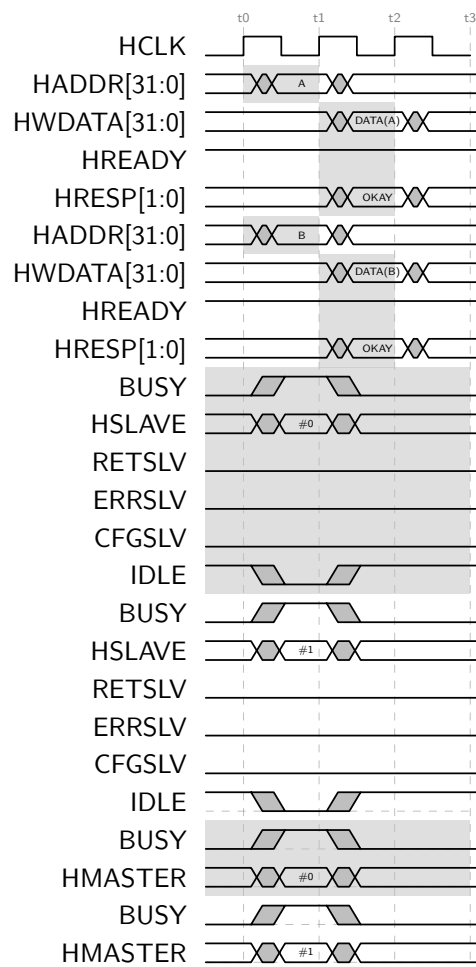 t0 t1 t2 t3
HCLK
HADDR[31:0] A
HWDATA[31:0] DATA(A)
HREADY
HRESP[1:0] OKAY
HADDR[31:0] B
HWDATA[31:0] DATA(B)
HREADY
HRESP[1:0] OKAY
BUSY
HSLAVE #0
RETSLV
ERRSLV
CFGSLV
IDLE
BUSY
HSLAVE #1
RETSLV
ERRSLV
CFGSLV
IDLE
BUSY
HMASTER #0
BUSY
HMASTER #1